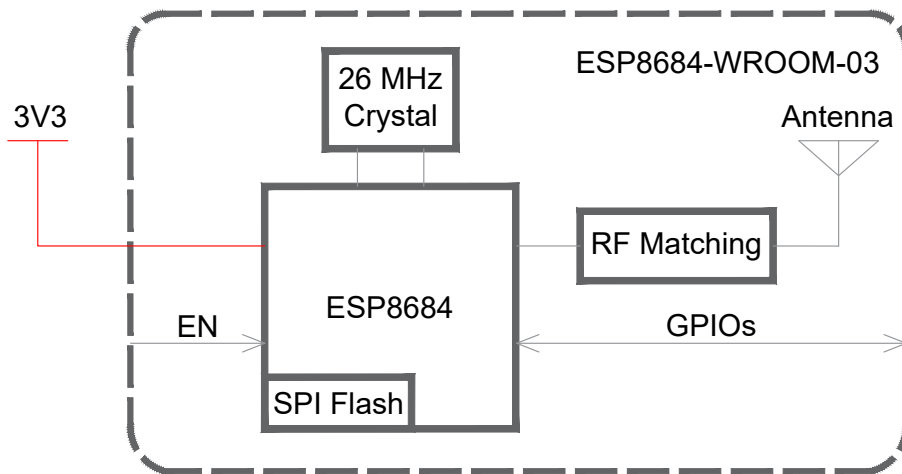 ESP8684-WROOM-03
26 MHz
Crystal
3V3
Antenna
RF Matching
ESP8684
EN
GPIOs
SPI Flash